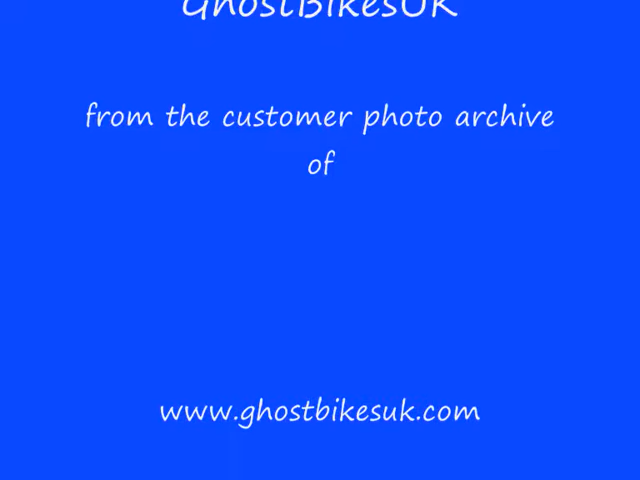 GhostBikesUK
from the customer photo archive
of
www.ghostbikesuk.com